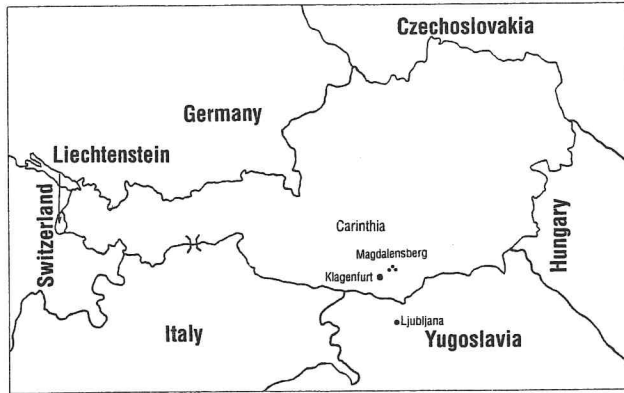 Czechoslovakia
Germany
Liechtenstein
Switzerland
Carinthia
Magdalensberg
Klagenfurt
Hungary
Ljubljana
Italy
Yugoslavia